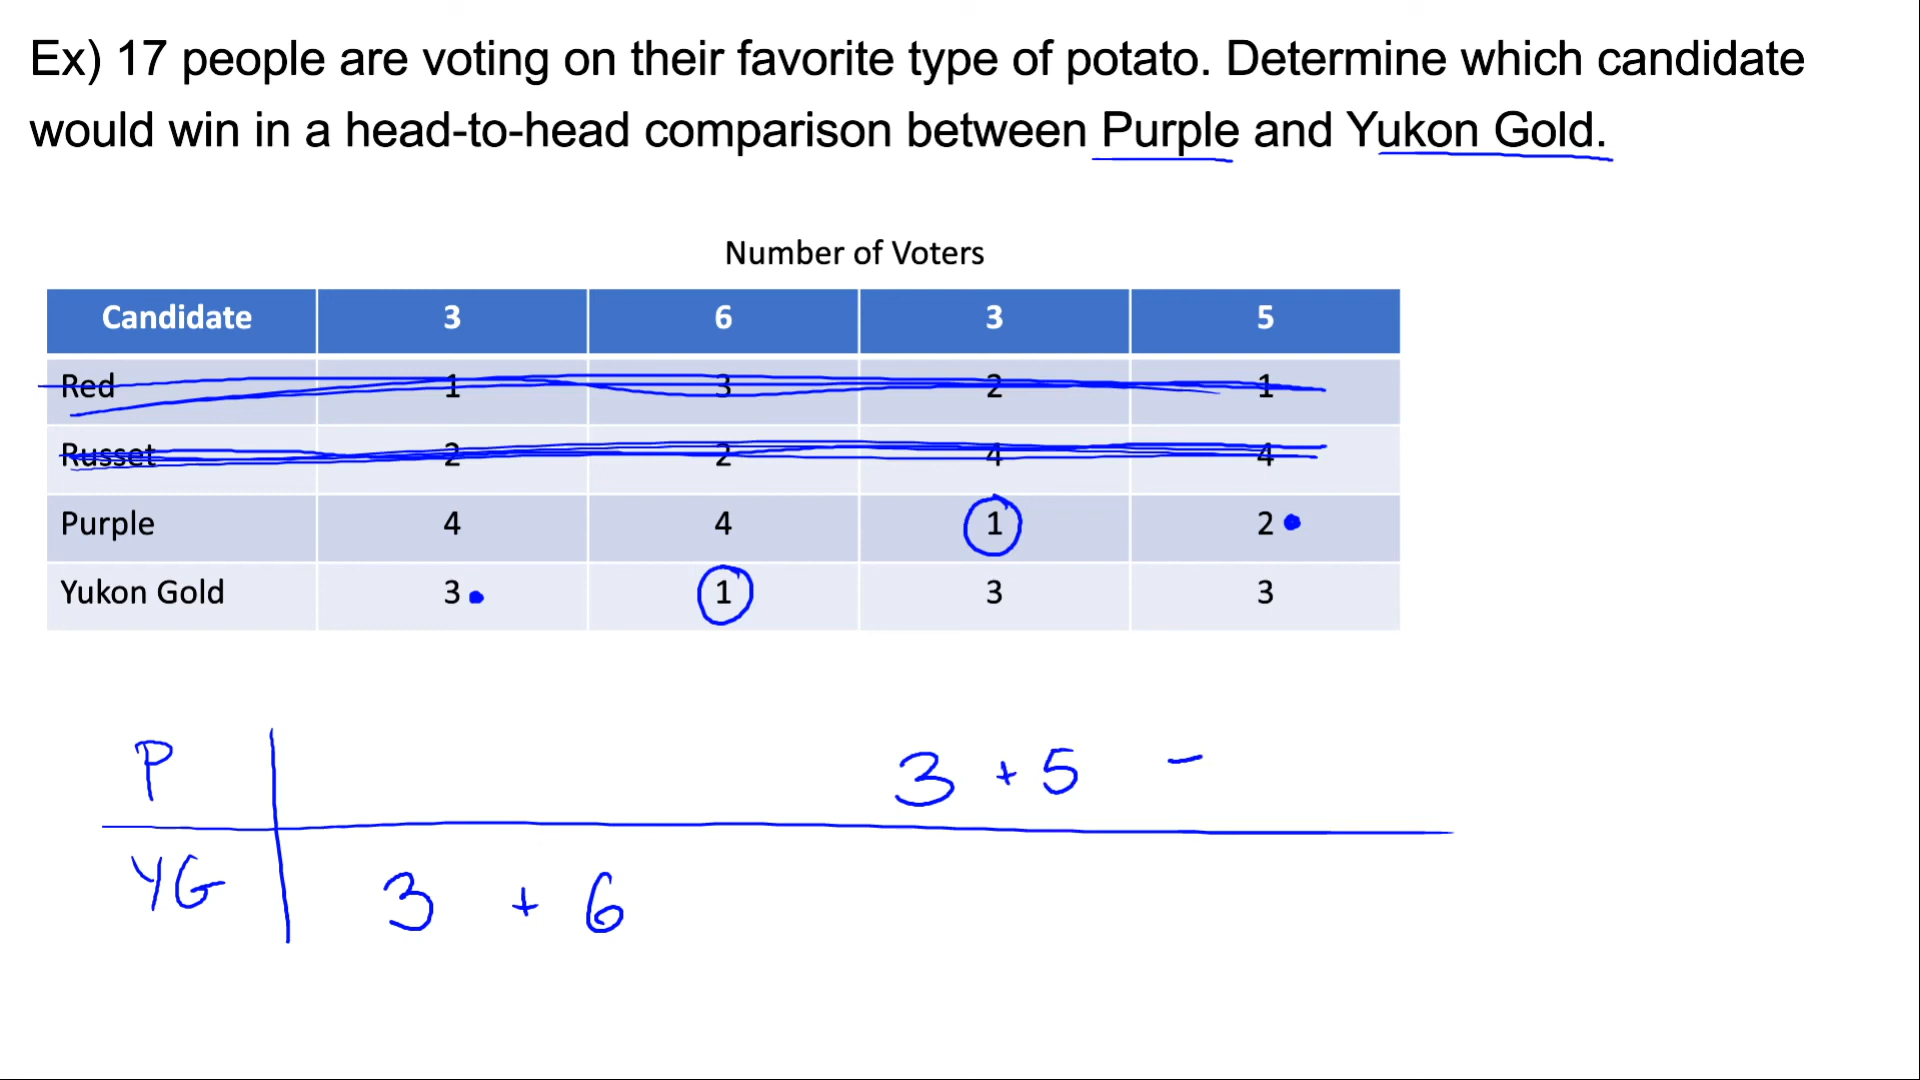 Ex) 17 people are voting on their favorite type of potato. Determine which candidate
would win in a head-to-head comparison between Purple and Yukon Gold.
Number of Voters
Candidate 3 6 3 5
Red 1 3 2 1
Russet 2 2 4 4
Purple 4 4 1 2
Yukon Gold 3 1 3 3
P 3 + 5 -
YG 3 + 6